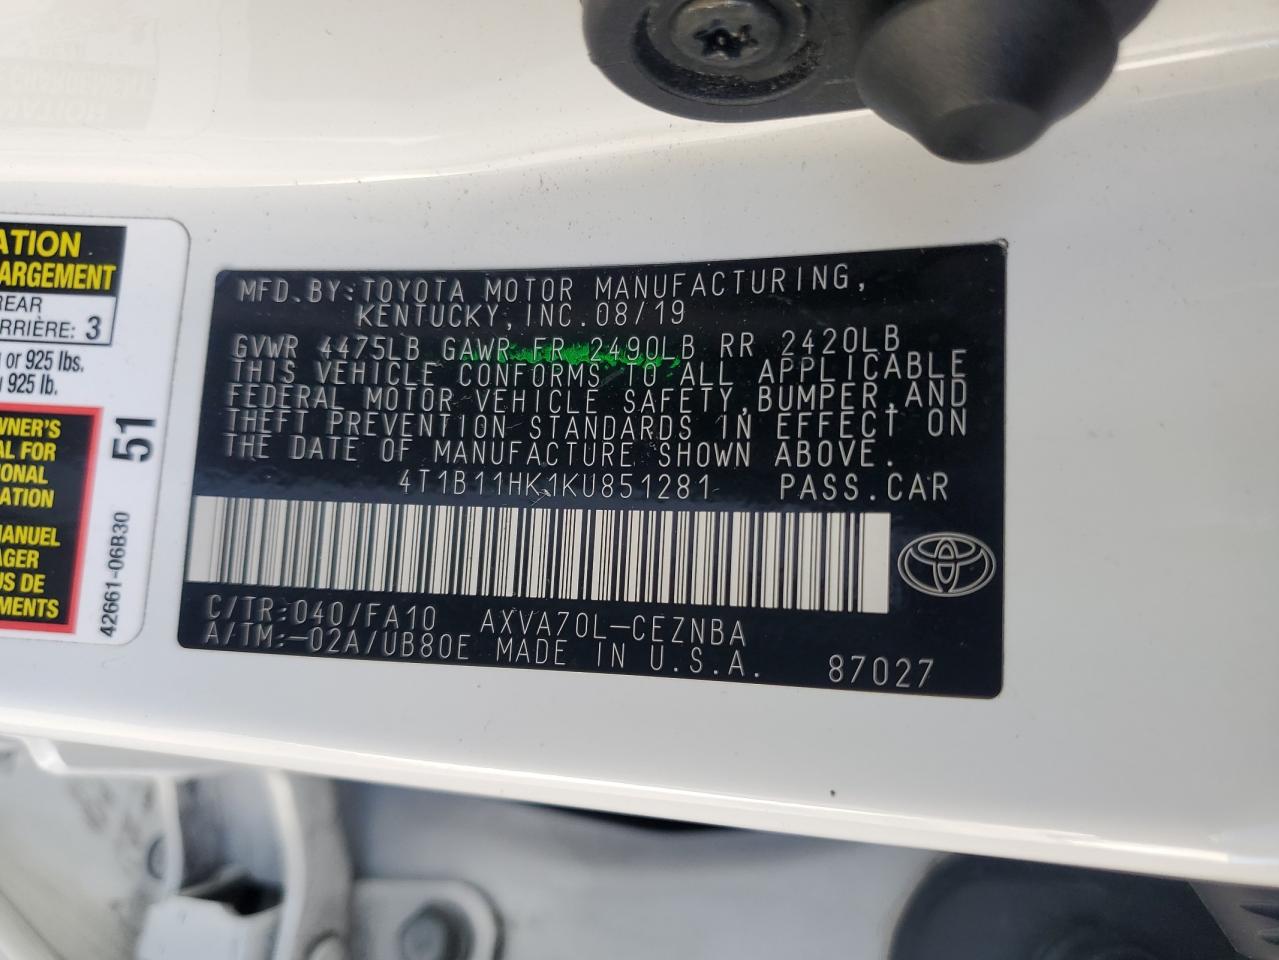 ATION
ARGEMENT
REAR
ARRIÈRE: 3
or 925 lbs.
925 lb.
OWNER'S
AL FOR
IONAL
ATION
MANUEL
AGER
US DE
EMENTS
51
42661-06B30
MFD.BY:TOYOTA MOTOR MANUFACTURING,
KENTUCKY, INC. 08/19
GVWR 4475LB GAWR FR 2490LB RR 2420LB
THIS VEHICLE CONFORMS TO ALL APPLICABLE
FEDERAL MOTOR VEHICLE SAFETY, BUMPER, AND
THEFT PREVENTION STANDARDS IN EFFECT ON
THE DATE OF MANUFACTURE SHOWN ABOVE.
4T1B11HK1KU851281 PASS.CAR
C/TR:040/FA10 AXVA70L-CEZNBA
A/TM:-02A/UB80E MADE IN U.S.A. 87027